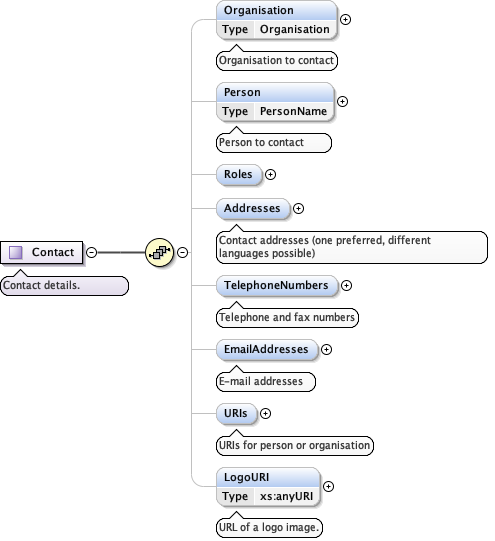 Organisation
Type Organisation
Organisation to contact
Person
Type PersonName
Person to contact
Roles
Addresses
Contact
Contact addresses (one preferred, different
languages possible)
Contact details.
TelephoneNumbers
Telephone and fax numbers
EmailAddresses
E-mail addresses
URIs
URIs for person or organisation
LogoURI
Type xs:anyURI
URL of a logo image.